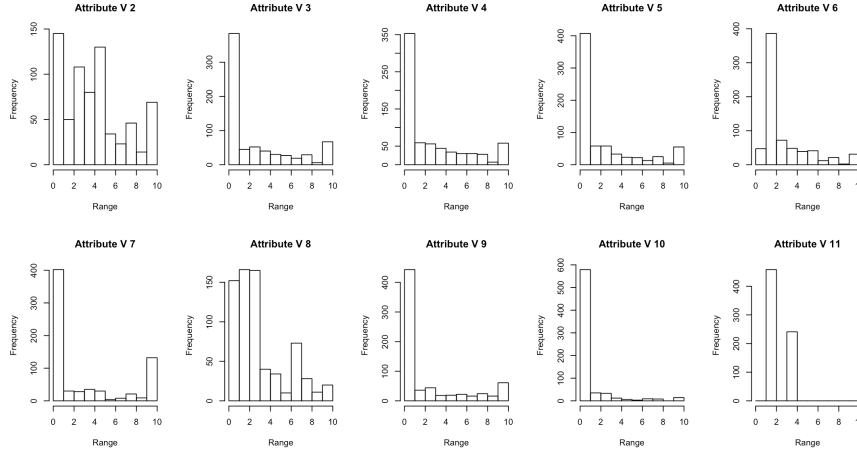 Attribute V 2
Attribute V 3
Attribute V 4
Attribute V 5
Attribute V 6
Frequency
0 50 100 150
0 2 4 6 8 10
Range
Frequency
0 100 200 300
0 2 4 6 8 10
Range
Frequency
0 50 150 250 350
0 2 4 6 8 10
Range
Frequency
0 100 200 300 400
0 2 4 6 8 10
Range
Frequency
0 100 200 300 400
0 2 4 6 8 10
Range
Attribute V 7
Attribute V 8
Attribute V 9
Attribute V 10
Attribute V 11
Frequency
0 100 200 300 400
0 2 4 6 8 10
Range
Frequency
0 50 100 150
0 2 4 6 8 10
Range
Frequency
0 100 200 300 400
0 2 4 6 8 10
Range
Frequency
0 100 200 300 400 500 600
0 2 4 6 8 10
Range
Frequency
0 100 200 300 400
0 2 4 6 8 10
Range